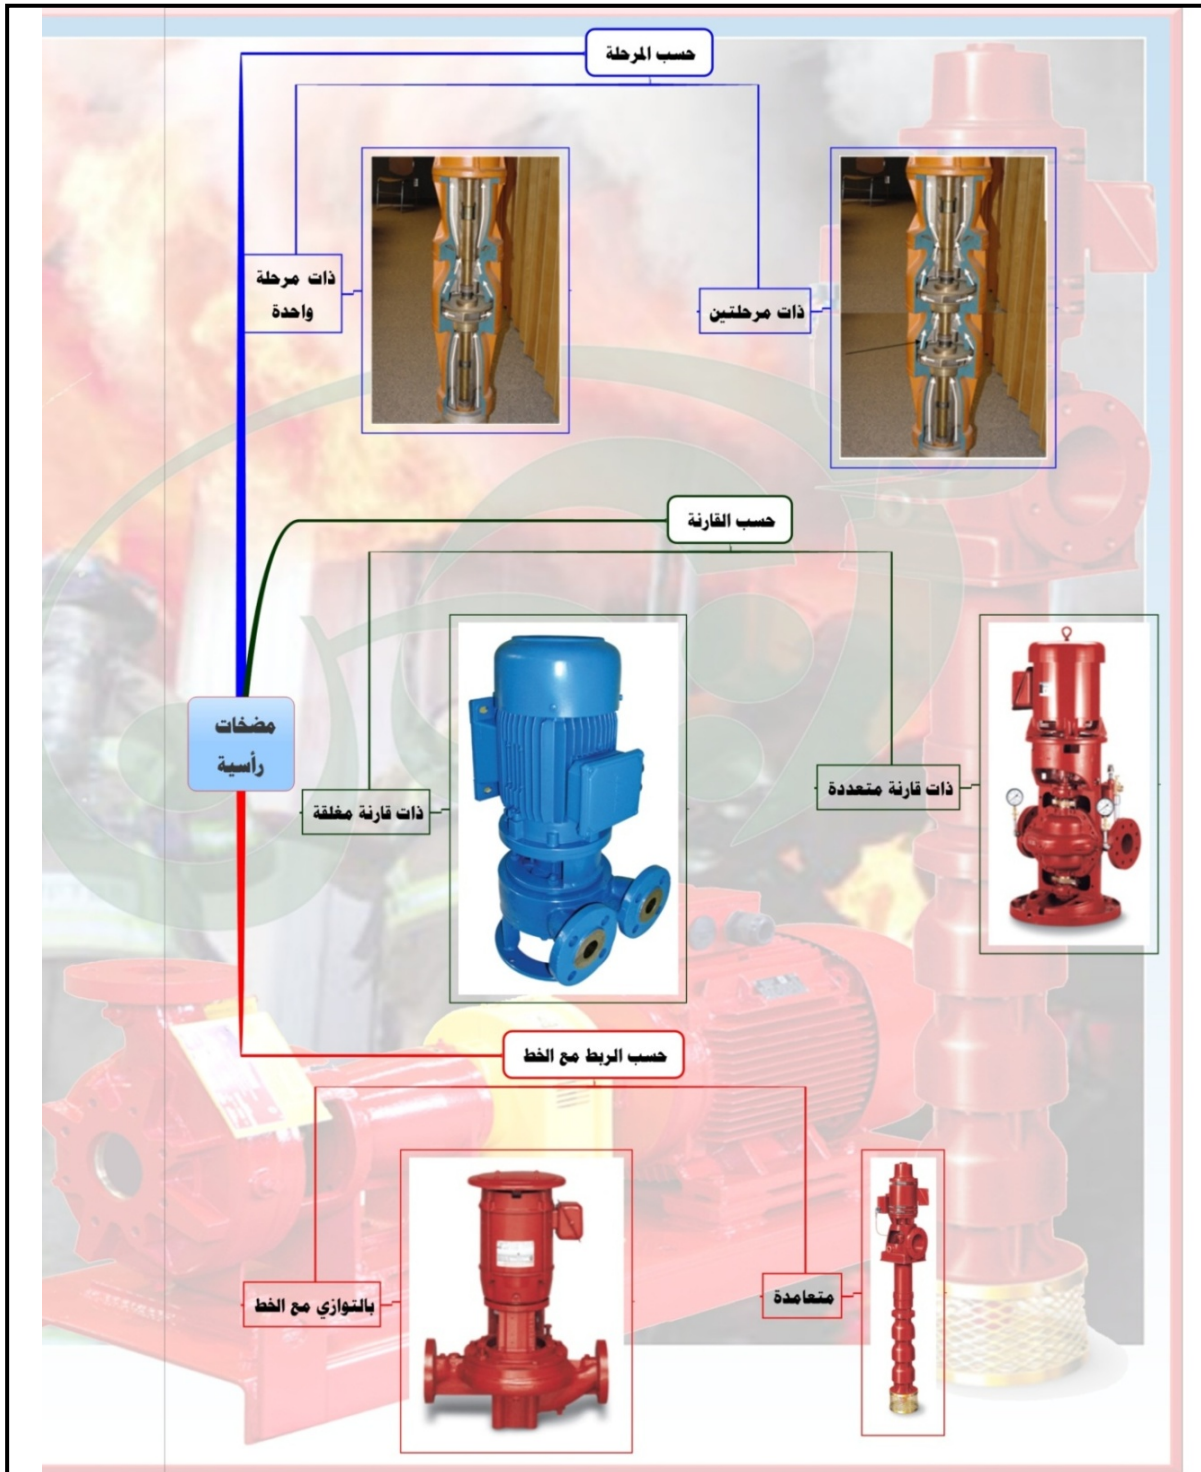 حسب المرحلة
ذات مرحلة
واحدة
ذات مرحلتين
حسب القارنة
مضخات
رأسية
ذات قارنة مغلقة
ذات قارنة متعددة
حسب الربط مع الخط
بالتوازي مع الخط
متعامدة